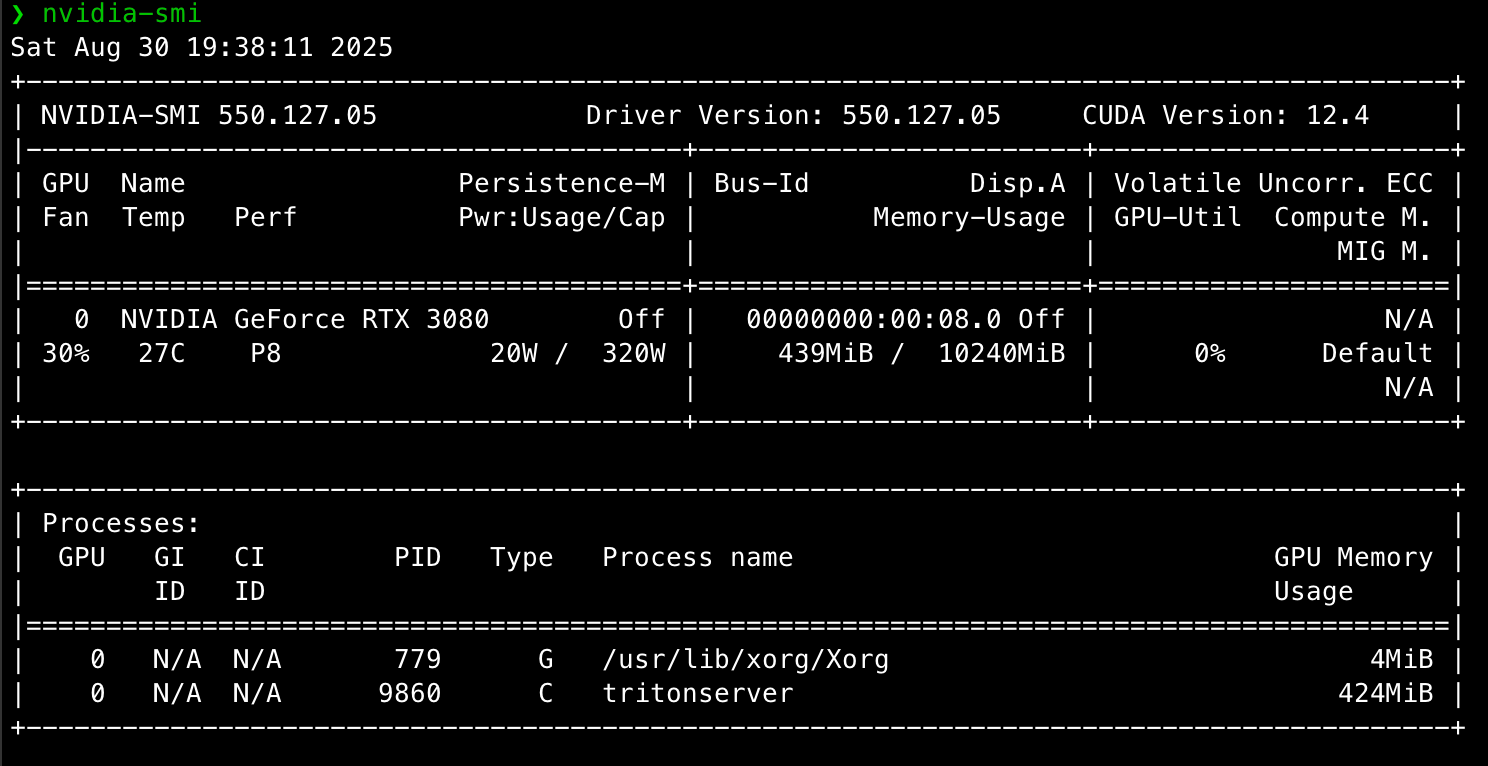 ❯ nvidia-smi
Sat Aug 30 19:38:11 2025
+-----------------------------------------------------------------------------------------+
| NVIDIA-SMI 550.127.05             Driver Version: 550.127.05     CUDA Version: 12.4     |
|-----------------------------------------+------------------------+----------------------+
| GPU  Name                 Persistence-M | Bus-Id          Disp.A | Volatile Uncorr. ECC |
| Fan  Temp   Perf          Pwr:Usage/Cap |           Memory-Usage | GPU-Util  Compute M. |
|                                         |                        |               MIG M. |
|=========================================+========================+======================|
|   0  NVIDIA GeForce RTX 3080        Off |   00000000:00:08.0 Off |                  N/A |
| 30%   27C    P8             20W /  320W |     439MiB /  10240MiB |      0%      Default |
|                                         |                        |                  N/A |
+-----------------------------------------+------------------------+----------------------+

+-----------------------------------------------------------------------------------------+
| Processes:                                                                              |
|  GPU   GI   CI        PID   Type   Process name                              GPU Memory |
|        ID   ID                                                               Usage      |
|=========================================================================================|
|    0   N/A  N/A       779      G   /usr/lib/xorg/Xorg                              4MiB |
|    0   N/A  N/A      9860      C   tritonserver                                  424MiB |
+-----------------------------------------------------------------------------------------+